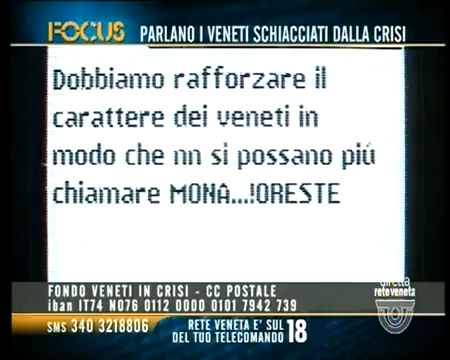 FOCUS PARLANO I VENETI SCHIACCIATI DALLA CRISI
Dobbiamo rafforzare il
carattere dei veneti in
modo che nn si possano più
chiamare MONA...!ORESTE
FONDO VENETI IN CRISI - CC POSTALE
iban IT74 N076 0112 0000 0101 7942 739
diretta
reteveneta
SMS 340 3218806
RETE VENETA E' SUL
DEL TUO TELECOMANDO 18